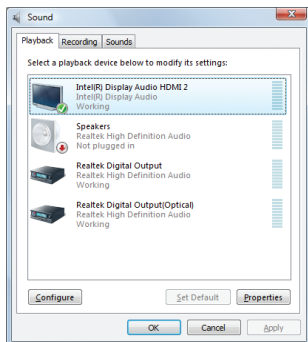 Sound
Playback Recording Sounds
Select a playback device below to modify its settings:
Intel(R) Display Audio HDMI 2
Intel(R) Display Audio
Working
Speakers
Realtek High Definition Audio
Not plugged in
Realtek Digital Output
Realtek High Definition Audio
Working
Realtek Digital Output(Optical)
Realtek High Definition Audio
Working
Configure Set Default Properties
OK Cancel Apply